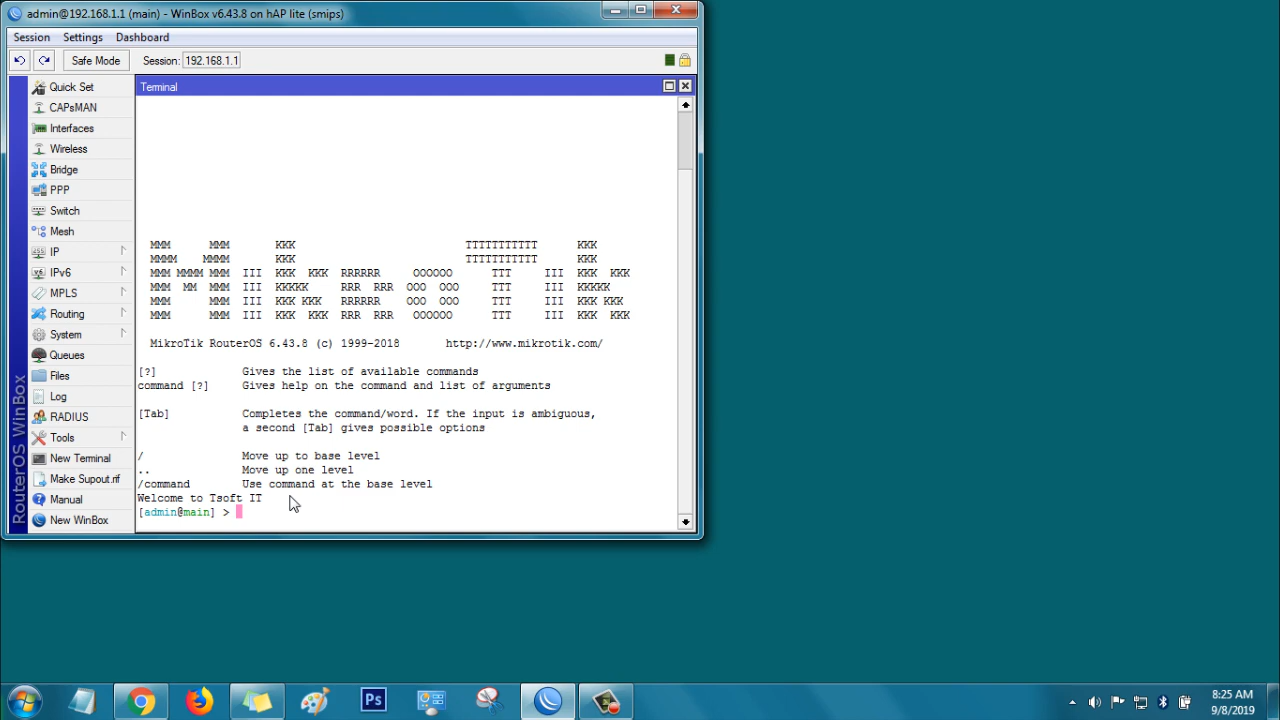 admin@192.168.1.1 (main) - WinBox v6.43.8 on hAP lite (smips)
Session Settings Dashboard
Safe Mode Session: 192.168.1.1
Quick Set
CAPsMAN
Interfaces
Wireless
Bridge
PPP
Switch
Mesh
IP
IPv6
MPLS
Routing
System
Queues
Files
Log
RADIUS
Tools
New Terminal
Make Supout.rif
Manual
New WinBox
RouterOS WinBox
Terminal
MMM MMM KKK TTTTTTTTTTT KKK
MMMM MMMM KKK TTTTTTTTTTT KKK
MMM MMMM MMM III KKK KKK RRRRRR OOOOOO TTT III KKK KKK
MMM MM MMM III KKKKK RRR RRR OOO OOO TTT III KKKKK
MMM MMM III KKK KKK RRRRRR OOO OOO TTT III KKK KKK
MMM MMM III KKK KKK RRR RRR OOOOOO TTT III KKK KKK
MikroTik RouterOS 6.43.8 (c) 1999-2018 http://www.mikrotik.com/
[?] Gives the list of available commands
command [?] Gives help on the command and list of arguments
[Tab] Completes the command/word. If the input is ambiguous,
a second [Tab] gives possible options
/ Move up to base level
.. Move up one level
/command Use command at the base level
Welcome to Tsoft IT
[admin@main] >
Ps
8:25 AM
9/8/2019